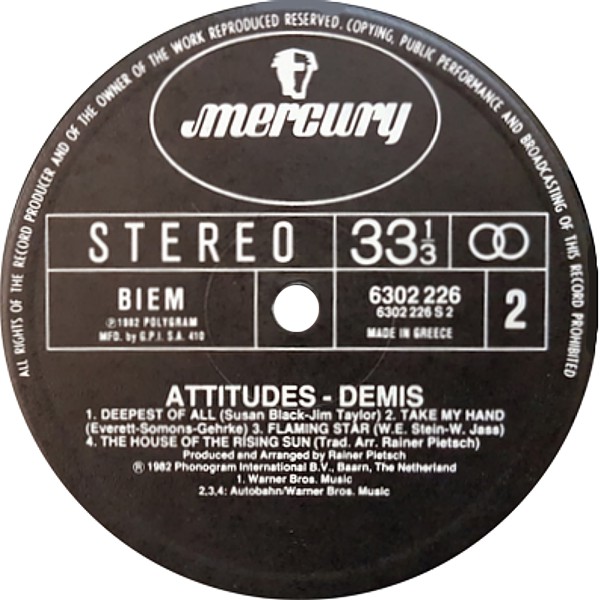 ALL RIGHTS OF THE RECORD PRODUCER AND OF THE OWNER OF THE WORK REPRODUCED RESERVED. COPYING, PUBLIC PERFORMANCE AND BROADCASTING OF THIS RECORD PROHIBITED
mercury
STEREO
33 1/3
BIEM
℗1982 POLYGRAM
MFD. by G.P.I. S.A. 410
6302 226
6302 226 S 2
MADE IN GREECE
2
ATTITUDES - DEMIS
1. DEEPEST OF ALL (Susan Black-Jim Taylor) 2. TAKE MY HAND
(Everett-Somons-Gehrke) 3. FLAMING STAR (W.E. Stein-W. Jass)
4. THE HOUSE OF THE RISING SUN (Trad. Arr. Rainer Pietsch)
Produced and Arranged by Rainer Pietsch
℗ 1982 Phonogram International B.V., Baarn, The Netherland
1. Warner Bros. Music
2,3,4: Autobahn/Warner Bros. Music